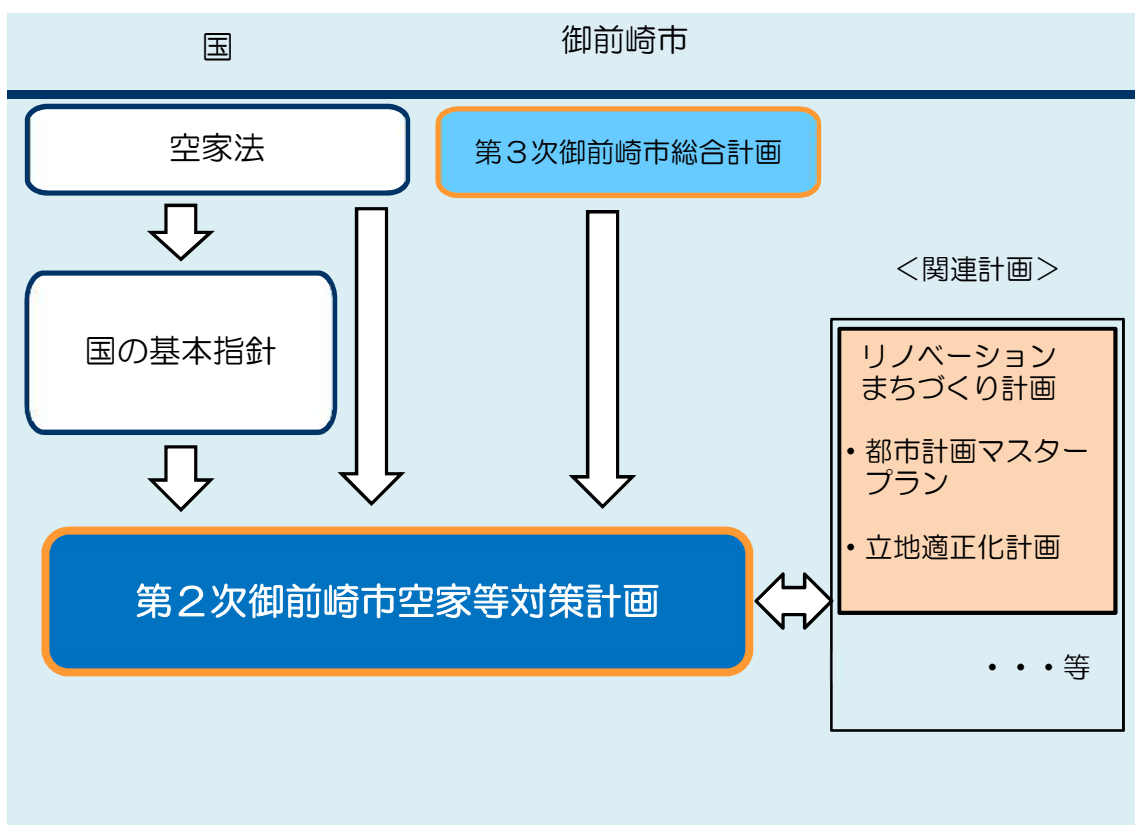 国
御前崎市
空家法
第３次御前崎市総合計画
国の基本指針
＜関連計画＞
リノベーション
まちづくり計画
・都市計画マスター
プラン
・立地適正化計画
・・・等
第２次御前崎市空家等対策計画